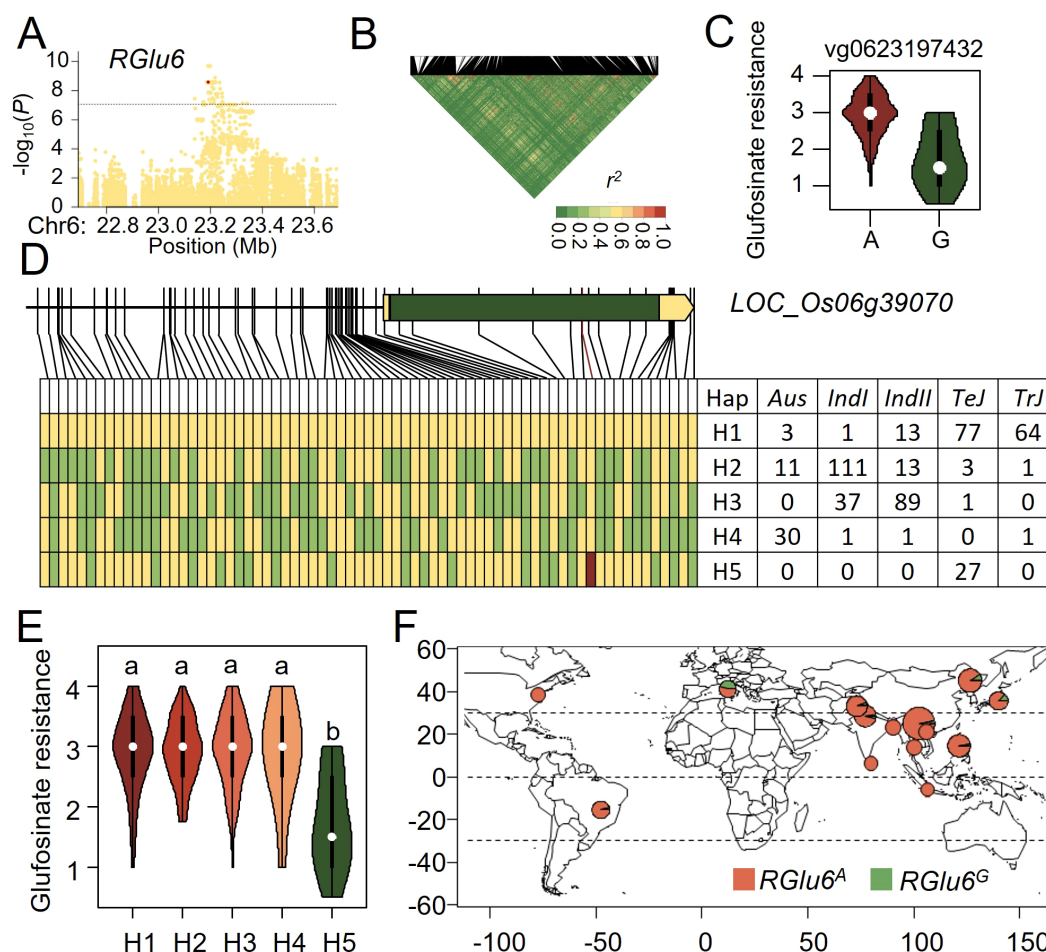 A
RGlu6
-log10(P)
10
8
6
4
2
0
Chr6: 22.8 23.0 23.2 23.4 23.6
Position (Mb)
B
r²
0.0 0.2 0.4 0.6 0.8 1.0
C
vg0623197432
Glufosinate resistance
4
3
2
1
A G
D
LOC_Os06g39070
Hap Aus IndI IndII TeJ TrJ
H1 3 1 13 77 64
H2 11 111 13 3 1
H3 0 37 89 1 0
H4 30 1 1 0 1
H5 0 0 0 27 0
E
Glufosinate resistance
a a a a b
4
3
2
1
H1 H2 H3 H4 H5
F
60
40
20
0
-20
-40
-60
RGlu6A RGlu6G
-100 -50 0 50 100 150